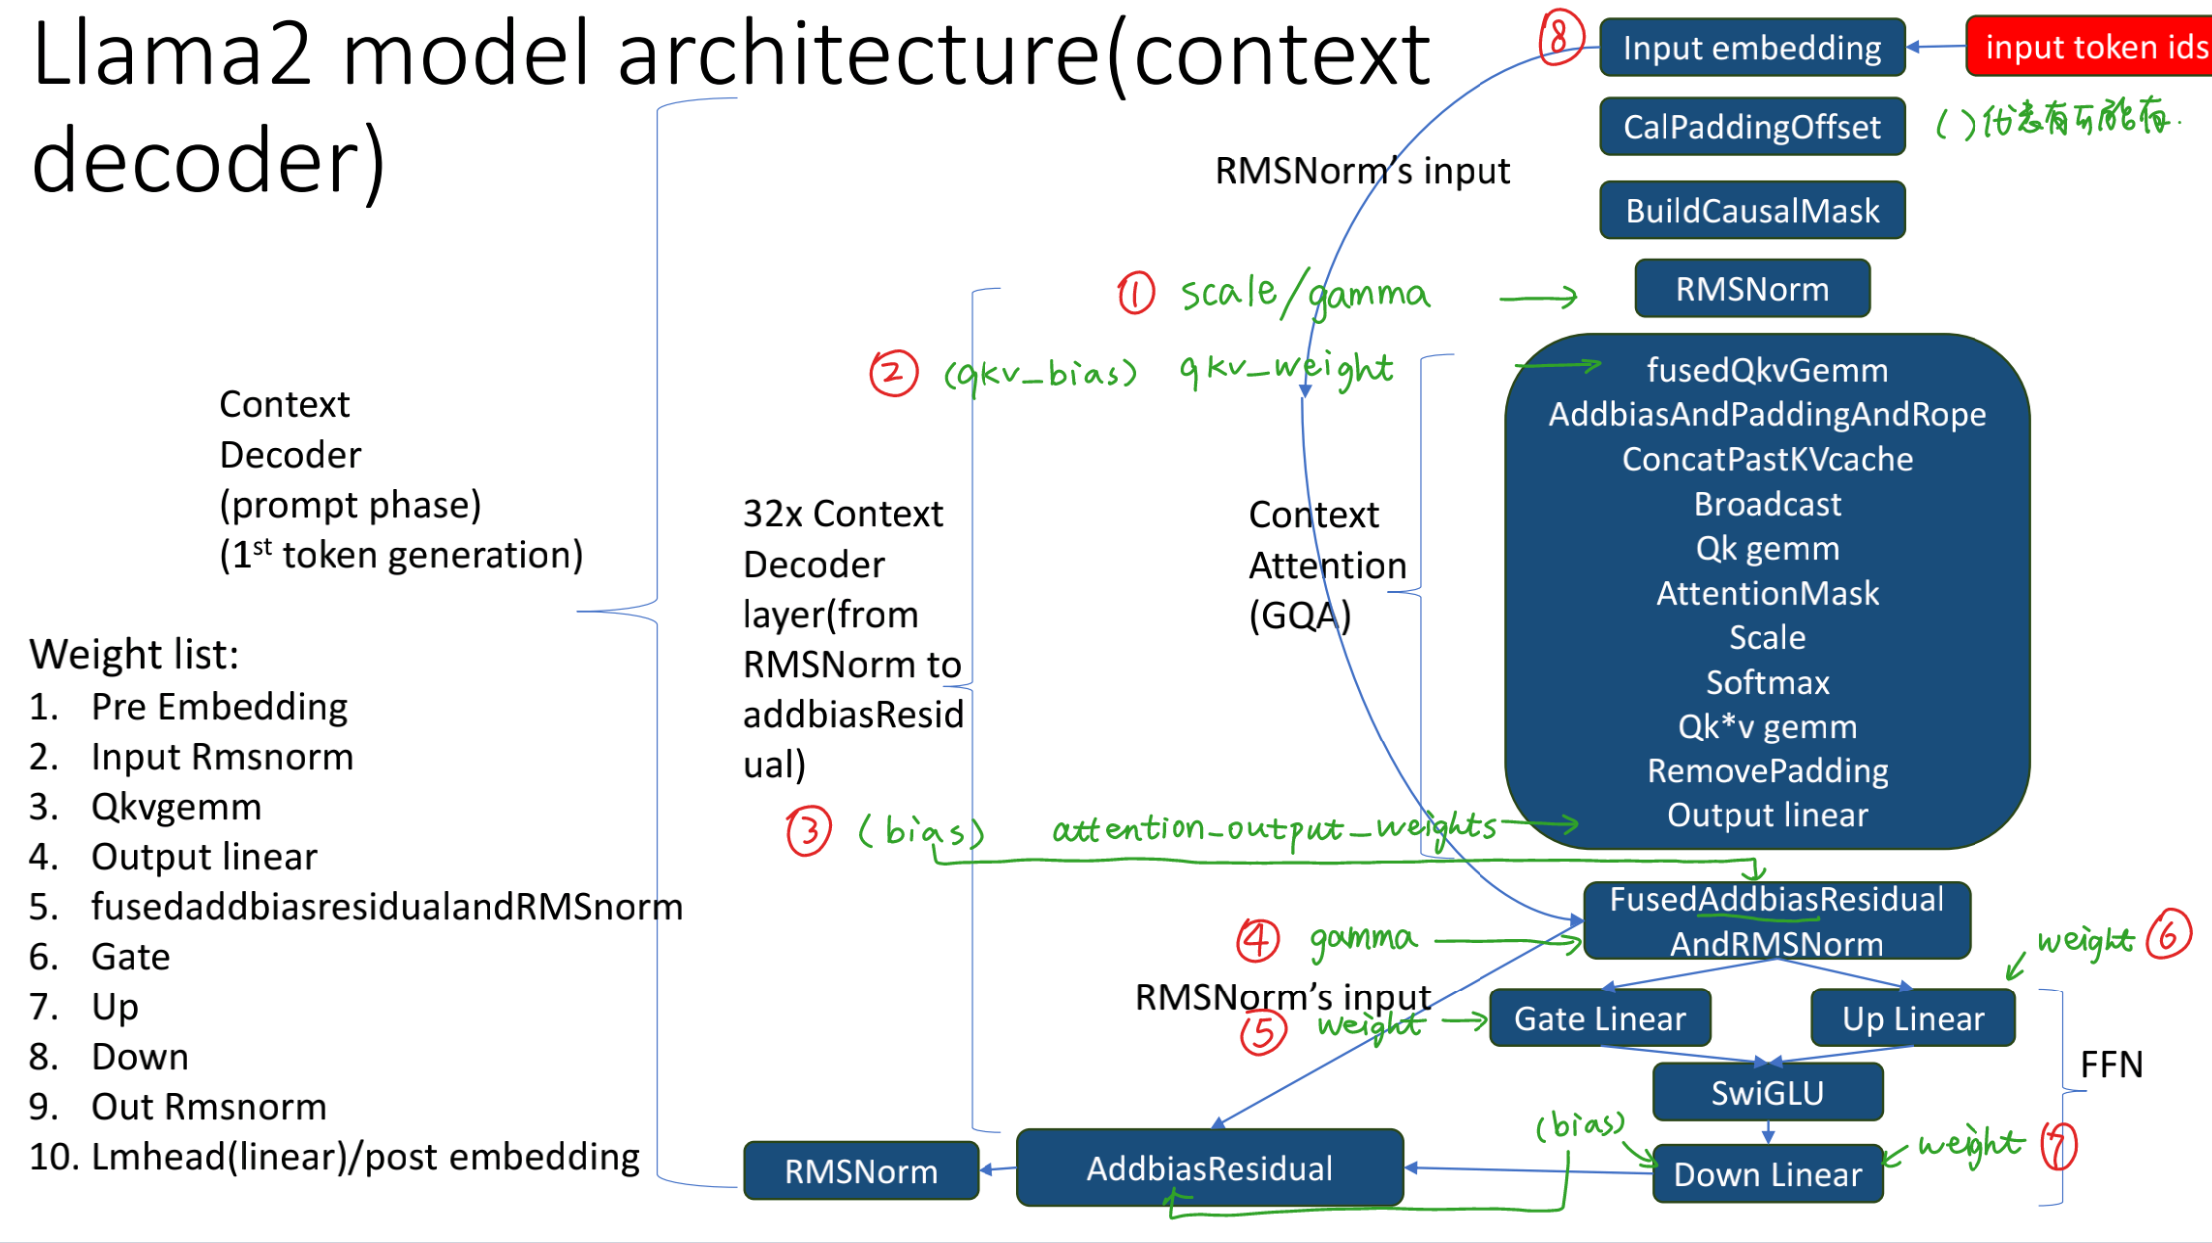 Llama2 model architecture(context
decoder)
⑧
Input embedding
input token ids
CalPaddingOffset
( )代表有可能有.
BuildCausalMask
RMSNorm's input
① scale/gamma
RMSNorm
② (qkv_bias) qkv_weight
fusedQkvGemm
AddbiasAndPaddingAndRope
ConcatPastKVcache
Broadcast
Qk gemm
AttentionMask
Scale
Softmax
Qk*v gemm
RemovePadding
Output linear
Context
Decoder
(prompt phase)
(1st token generation)
32x Context
Decoder
layer(from
RMSNorm to
addbiasResid
ual)
Context
Attention
(GQA)
③ (bias) attention_output_weights
FusedAddbiasResidual
AndRMSNorm
④ gamma
weight ⑥
RMSNorm's input
⑤ weight
Gate Linear
Up Linear
FFN
SwiGLU
(bias)
weight ⑦
Down Linear
AddbiasResidual
RMSNorm
Weight list:
1. Pre Embedding
2. Input Rmsnorm
3. Qkvgemm
4. Output linear
5. fusedaddbiasresidualandRMSnorm
6. Gate
7. Up
8. Down
9. Out Rmsnorm
10. Lmhead(linear)/post embedding